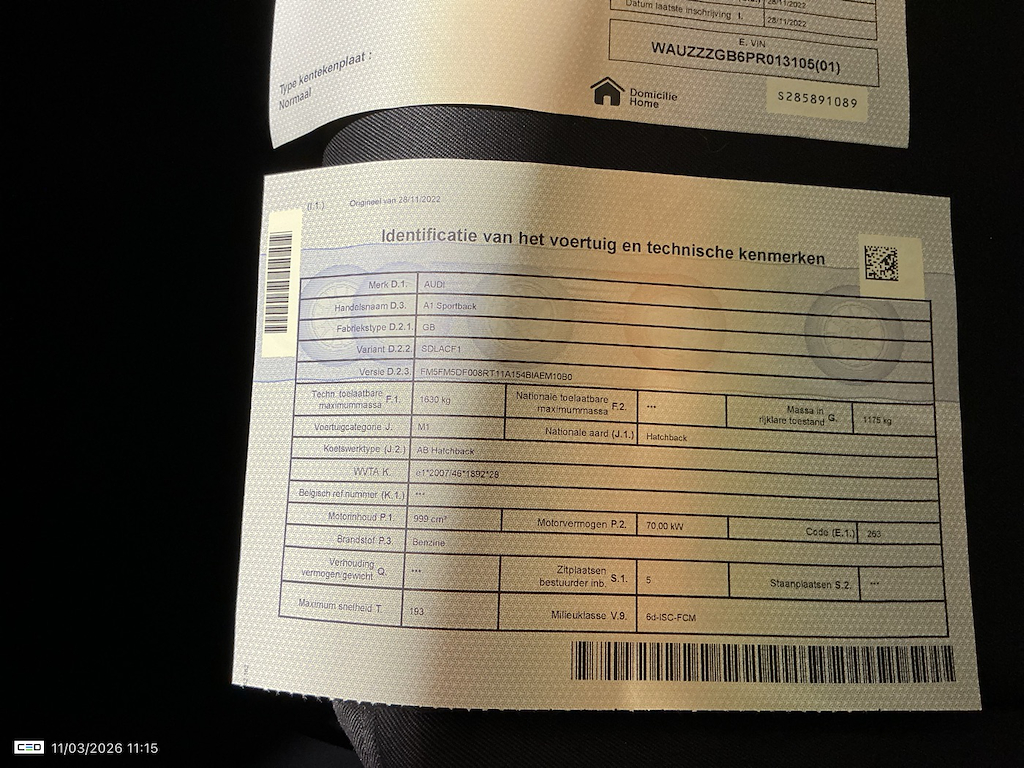 28/11/2022
Datum laatste inschrijving I. 28/11/2022
E. VIN
WAUZZZGB6PR013105(01)
Type kentekenplaat :
Normaal
Domicilie
Home
S285891089
(I.1.) Origineel van 28/11/2022
Identificatie van het voertuig en technische kenmerken
Merk D.1. AUDI
Handelsnaam D.3. A1 Sportback
Fabriekstype D.2.1. GB
Variant D.2.2. SDLACF1
Versie D.2.3. FM5FM5DF008RT11A154BIAEM10B0
Techn. toelaatbare maximummassa F.1. 1630 kg Nationale toelaatbare maximummassa F.2. *** Massa in rijklare toestand G. 1175 kg
Voertuigcategorie J. M1 Nationale aard (J.1.) Hatchback
Koetswerktype (J.2.) AB Hatchback
WVTA K. e1*2007/46*1892*28
Belgisch ref.nummer (K.1.) ***
Motorinhoud P.1. 999 cm³ Motorvermogen P.2. 70,00 kW Code (E.1.) 263
Brandstof P.3. Benzine
Verhouding vermogen/gewicht Q. *** Zitplaatsen bestuurder inb. S.1. 5 Staanplaatsen S.2. ***
Maximum snelheid T. 193 Milieuklasse V.9. 6d-ISC-FCM
CEO 11/03/2026 11:15